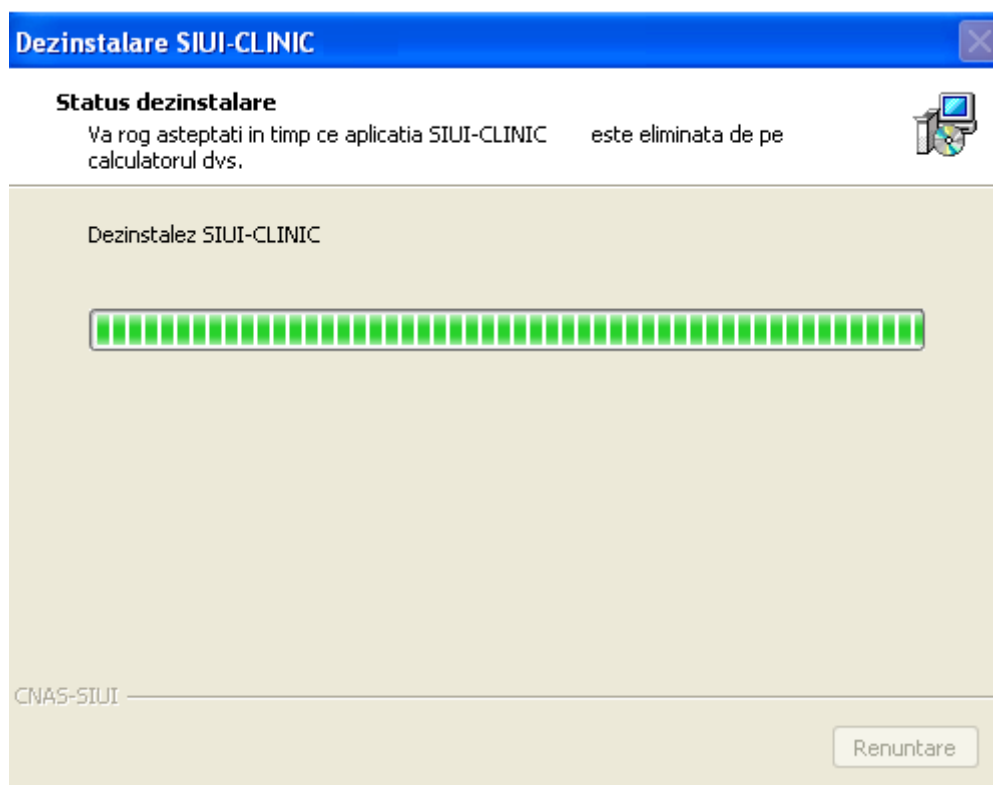 Dezinstalare SIUI-CLINIC
Status dezinstalare
Va rog asteptati in timp ce aplicatia SIUI-CLINIC este eliminata de pe
calculatorul dvs.
Dezinstalez SIUI-CLINIC
CNAS-SIUI
Renuntare